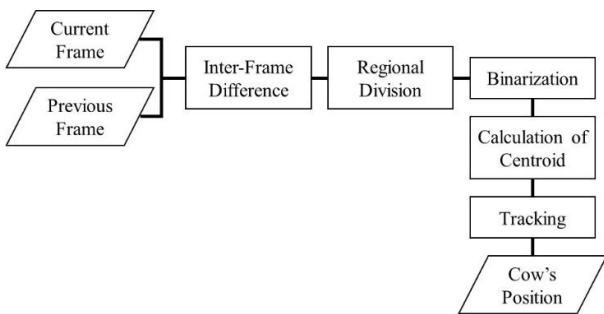 Current
Frame
Previous
Frame
Inter-Frame
Difference
Regional
Division
Binarization
Calculation of
Centroid
Tracking
Cow's
Position